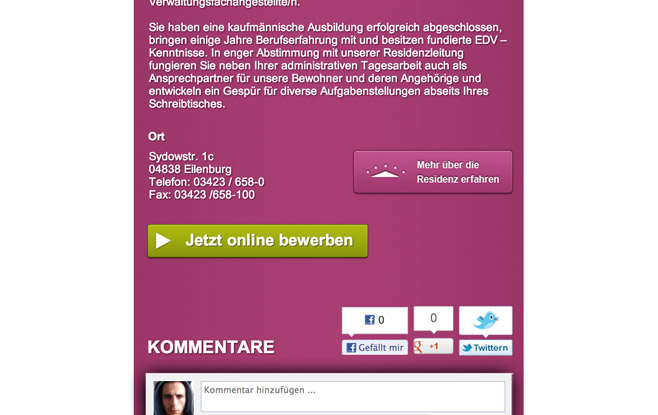 Verwaltungsfachangestellte/n.
Sie haben eine kaufmännische Ausbildung erfolgreich abgeschlossen,
bringen einige Jahre Berufserfahrung mit und besitzen fundierte EDV –
Kenntnisse. In enger Abstimmung mit unserer Residenzleitung
fungieren Sie neben Ihrer administrativen Tagesarbeit auch als
Ansprechpartner für unsere Bewohner und deren Angehörige und
entwickeln ein Gespür für diverse Aufgabenstellungen abseits Ihres
Schreibtisches.
Ort
Sydowstr. 1c
04838 Eilenburg
Telefon: 03423 / 658-0
Fax: 03423 /658-100
Mehr über die
Residenz erfahren
Jetzt online bewerben
KOMMENTARE
f 0
0
f Gefällt mir
g +1
Twittern
Kommentar hinzufügen ...